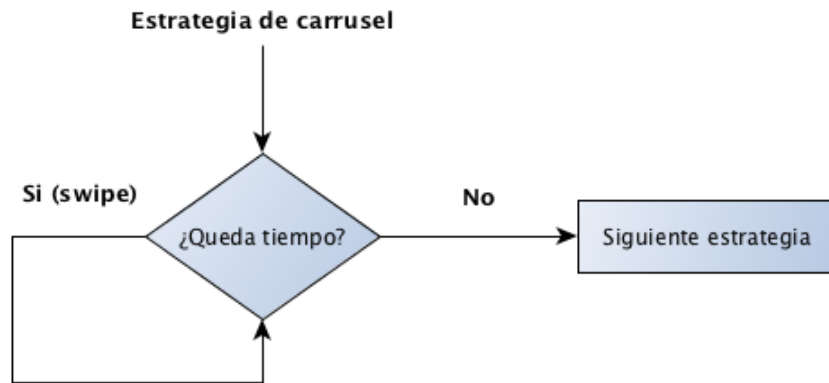 Estrategia de carrusel
Si (swipe)
No
¿Queda tiempo?
Siguiente estrategia